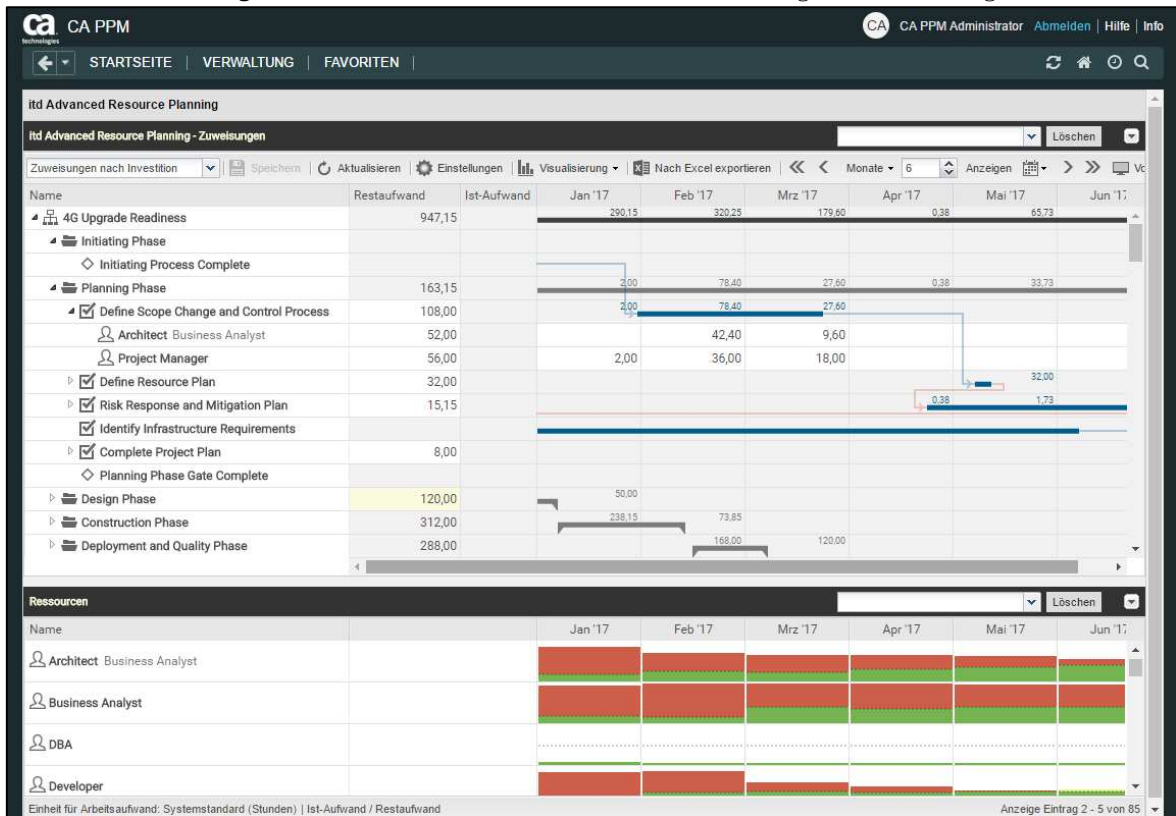 ca technologies CA PPM CA CA PPM Administrator Abmelden | Hilfe | Info
STARTSEITE | VERWALTUNG | FAVORITEN |
itd Advanced Resource Planning
itd Advanced Resource Planning - Zuweisungen Löschen
Zuweisungen nach Investition Speichern Aktualisieren Einstellungen Visualisierung Nach Excel exportieren Monate 6 Anzeigen
Name Restaufwand Ist-Aufwand Jan '17 Feb '17 Mrz '17 Apr '17 Mai '17 Jun '17
4G Upgrade Readiness 947,15 290,15 320,25 179,60 0,38 65,73
Initiating Phase
Initiating Process Complete
Planning Phase 163,15 2,00 78,40 27,60 0,38 33,73
Define Scope Change and Control Process 108,00 2,00 78,40 27,60
Architect Business Analyst 52,00 42,40 9,60
Project Manager 56,00 2,00 36,00 18,00
Define Resource Plan 32,00 32,00
Risk Response and Mitigation Plan 15,15 0,38 1,73
Identify Infrastructure Requirements
Complete Project Plan 8,00
Planning Phase Gate Complete
Design Phase 120,00 50,00
Construction Phase 312,00 238,15 73,85
Deployment and Quality Phase 288,00 168,00 120,00
Ressourcen Löschen
Name Jan '17 Feb '17 Mrz '17 Apr '17 Mai '17 Jun '17
Architect Business Analyst
Business Analyst
DBA
Developer
Einheit für Arbeitsaufwand: Systemstandard (Stunden) | Ist-Aufwand / Restaufwand Anzeige Eintrag 2 - 5 von 85